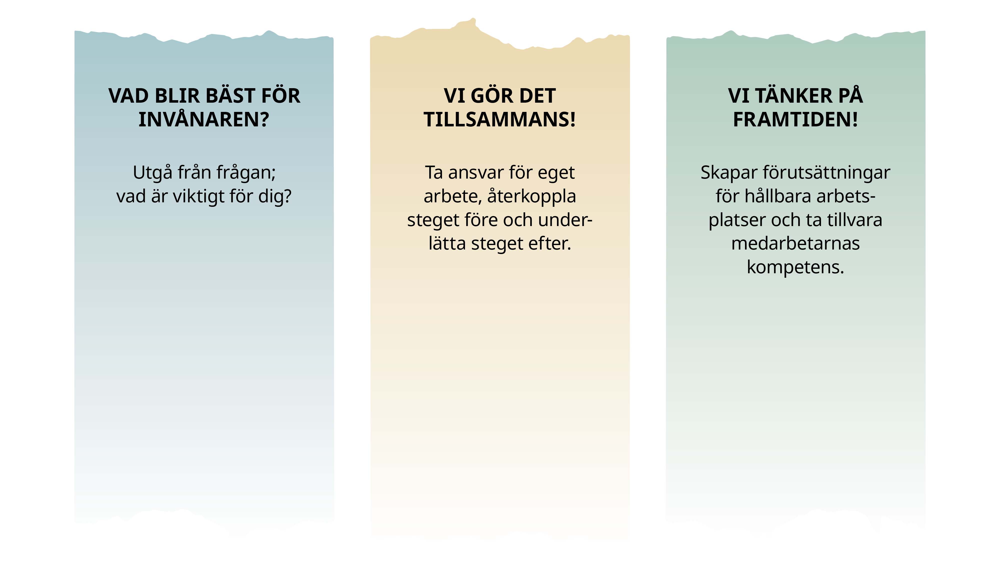 VAD BLIR BÄST FÖR
INVÅNAREN?
Utgå från frågan;
vad är viktigt för dig?
VI GÖR DET
TILLSAMMANS!
Ta ansvar för eget
arbete, återkoppla
steget före och under-
lätta steget efter.
VI TÄNKER PÅ
FRAMTIDEN!
Skapar förutsättningar
för hållbara arbets-
platser och ta tillvara
medarbetarnas
kompetens.